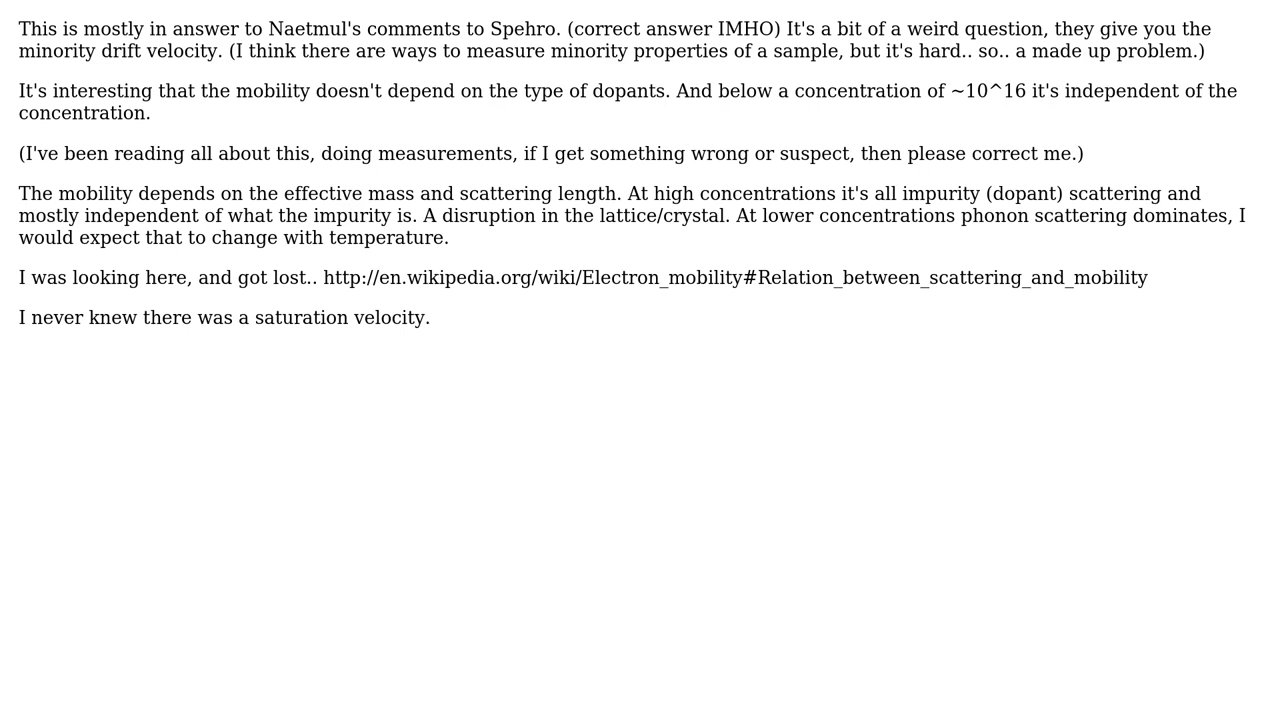 This is mostly in answer to Naetmul's comments to Spehro. (correct answer IMHO) It's a bit of a weird question, they give you the
minority drift velocity. (I think there are ways to measure minority properties of a sample, but it's hard.. so.. a made up problem.)
It's interesting that the mobility doesn't depend on the type of dopants. And below a concentration of ~10^16 it's independent of the
concentration.
(I've been reading all about this, doing measurements, if I get something wrong or suspect, then please correct me.)
The mobility depends on the effective mass and scattering length. At high concentrations it's all impurity (dopant) scattering and
mostly independent of what the impurity is. A disruption in the lattice/crystal. At lower concentrations phonon scattering dominates, I
would expect that to change with temperature.
I was looking here, and got lost.. http://en.wikipedia.org/wiki/Electron_mobility#Relation_between_scattering_and_mobility
I never knew there was a saturation velocity.